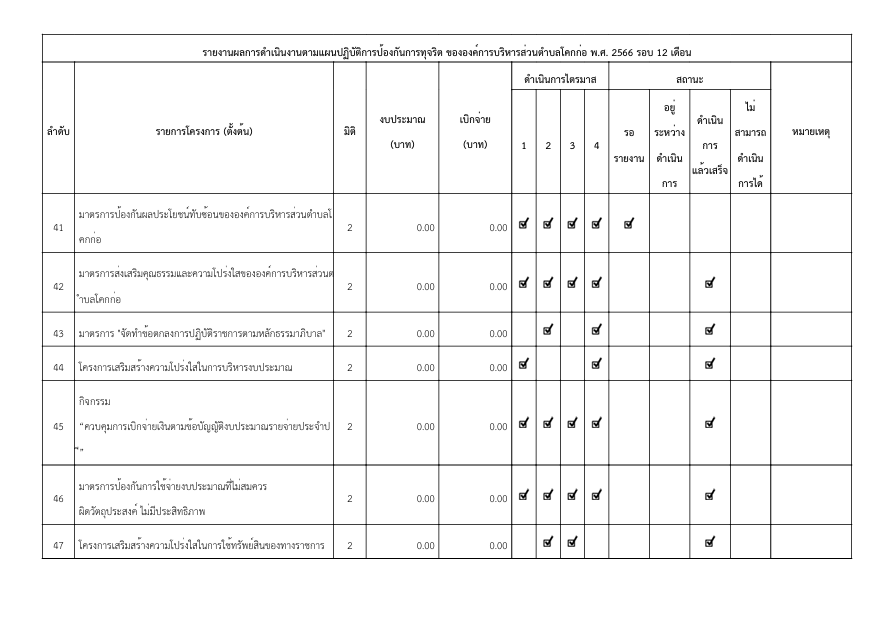 รายงานผลการดำเนินงานตามแผนปฏิบัติการป้องกันการทุจริต ขององค์การบริหารส่วนตำบลโคกก่อ พ.ศ. 2566 รอบ 12 เดือน
ลำดับ รายการโครงการ (ตั้งต้น) มิติ งบประมาณ (บาท) เบิกจ่าย (บาท) ดำเนินการไตรมาส สถานะ หมายเหตุ
1 2 3 4 รอรายงาน อยู่ระหว่างดำเนินการ ดำเนินการแล้วเสร็จ ไม่สามารถดำเนินการได้
41 มาตรการป้องกันผลประโยชน์ทับซ้อนขององค์การบริหารส่วนตำบลโ 2 0.00 0.00 ☑ ☑ ☑ ☑ ☑
คกก่อ
42 มาตรการส่งเสริมคุณธรรมและความโปร่งใสขององค์การบริหารส่วนต 2 0.00 0.00 ☑ ☑ ☑ ☑ ☑
ำบลโคกก่อ
43 มาตรการ "จัดทำข้อตกลงการปฏิบัติราชการตามหลักธรรมาภิบาล" 2 0.00 0.00 ☑ ☑ ☑
44 โครงการเสริมสร้างความโปร่งใสในการบริหารงบประมาณ 2 0.00 0.00 ☑ ☑ ☑
45 กิจกรรม 2 0.00 0.00 ☑ ☑ ☑ ☑ ☑
“ควบคุมการเบิกจ่ายเงินตามข้อบัญญัติงบประมาณรายจ่ายประจำป
ี”
46 มาตรการป้องกันการใช้จ่ายงบประมาณที่ไม่สมควร 2 0.00 0.00 ☑ ☑ ☑ ☑ ☑
ผิดวัตถุประสงค์ ไม่มีประสิทธิภาพ
47 โครงการเสริมสร้างความโปร่งใสในการใช้ทรัพย์สินของทางราชการ 2 0.00 0.00 ☑ ☑ ☑